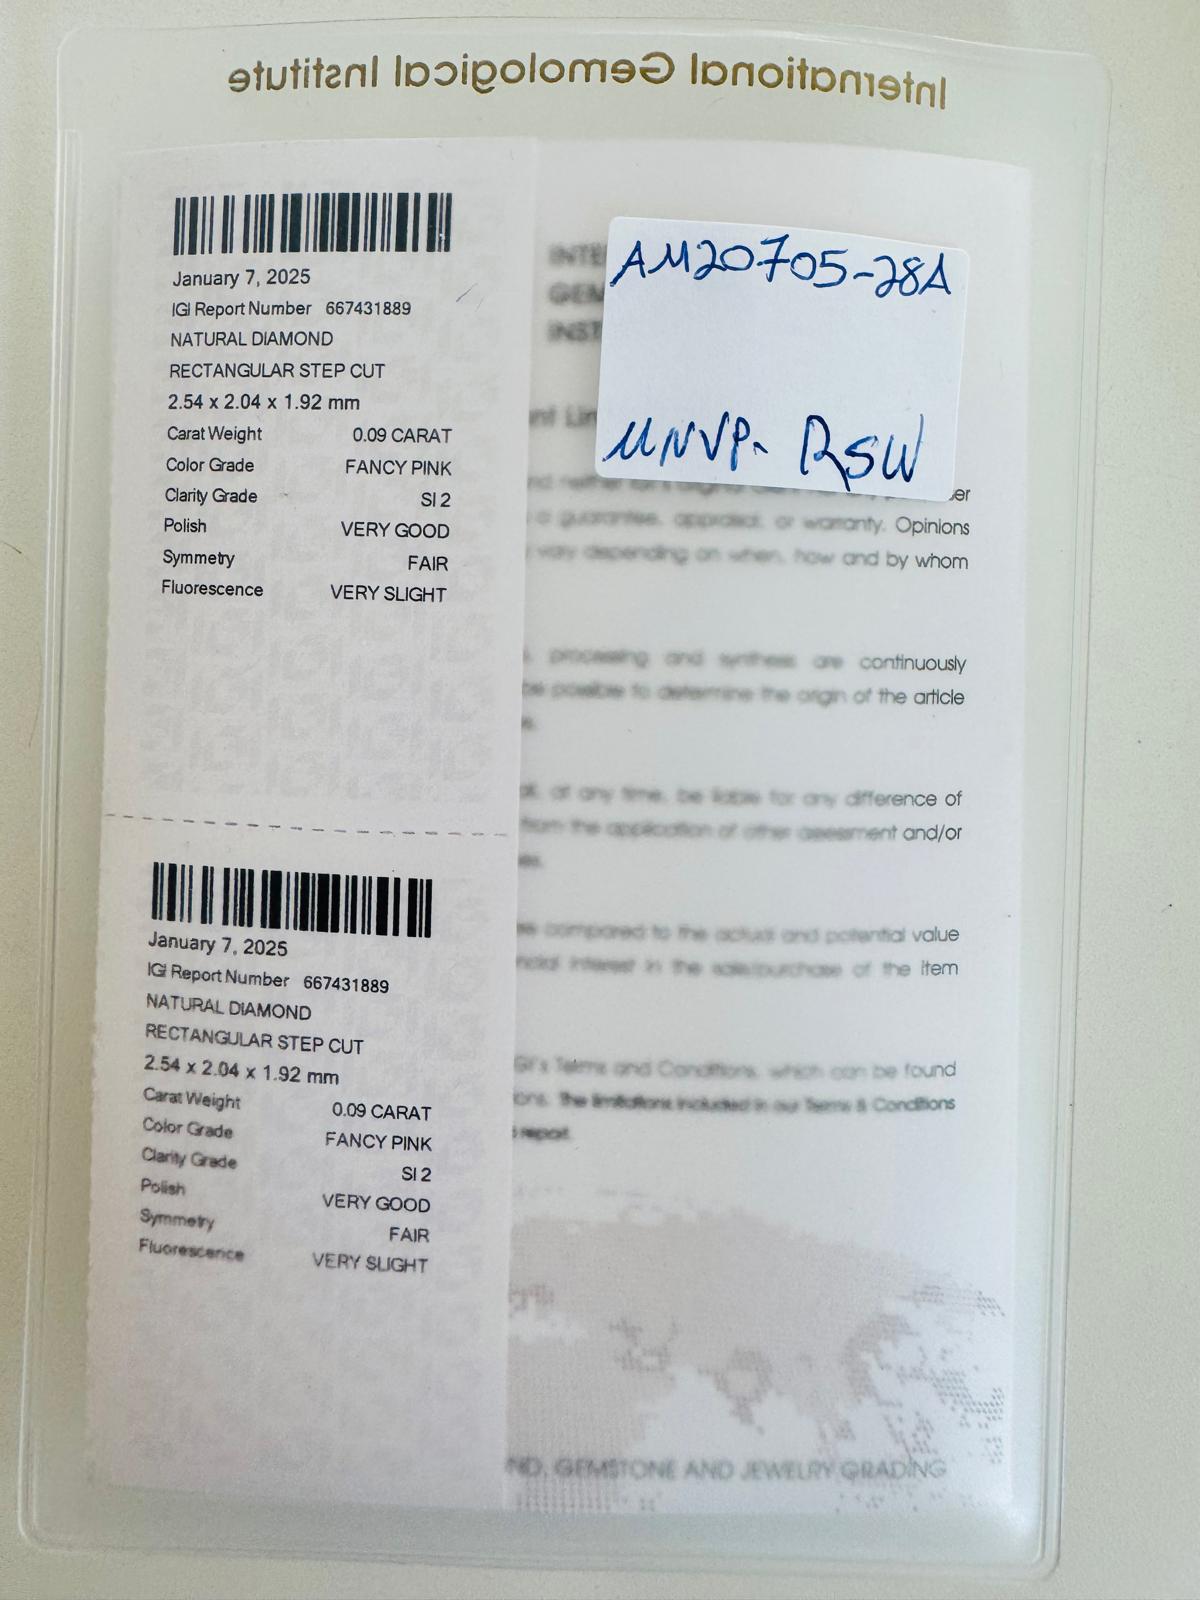 International Gemological Institute
January 7, 2025
IGI Report Number 667431889
NATURAL DIAMOND
RECTANGULAR STEP CUT
2.54 x 2.04 x 1.92 mm
Carat Weight 0.09 CARAT
Color Grade FANCY PINK
Clarity Grade SI 2
Polish VERY GOOD
Symmetry FAIR
Fluorescence VERY SLIGHT
January 7, 2025
IGI Report Number 667431889
NATURAL DIAMOND
RECTANGULAR STEP CUT
2.54 x 2.04 x 1.92 mm
Carat Weight 0.09 CARAT
Color Grade FANCY PINK
Clarity Grade SI 2
Polish VERY GOOD
Symmetry FAIR
Fluorescence VERY SLIGHT
AM20705-28A
MNVP- RSW
a guarantee, appraisal, or warranty. Opinions
vary depending on when, how and by whom
processing and synthesis are continuously
be possible to determine the origin of the article
at any time, be liable for any difference of
from the application of other assessment and/or
compared to the actual and potential value
interest in the sale/purchase of the item
Terms and Conditions, which can be found
The limitations included in our Terms & Conditions
report.
GEMSTONE AND JEWELRY GRADING